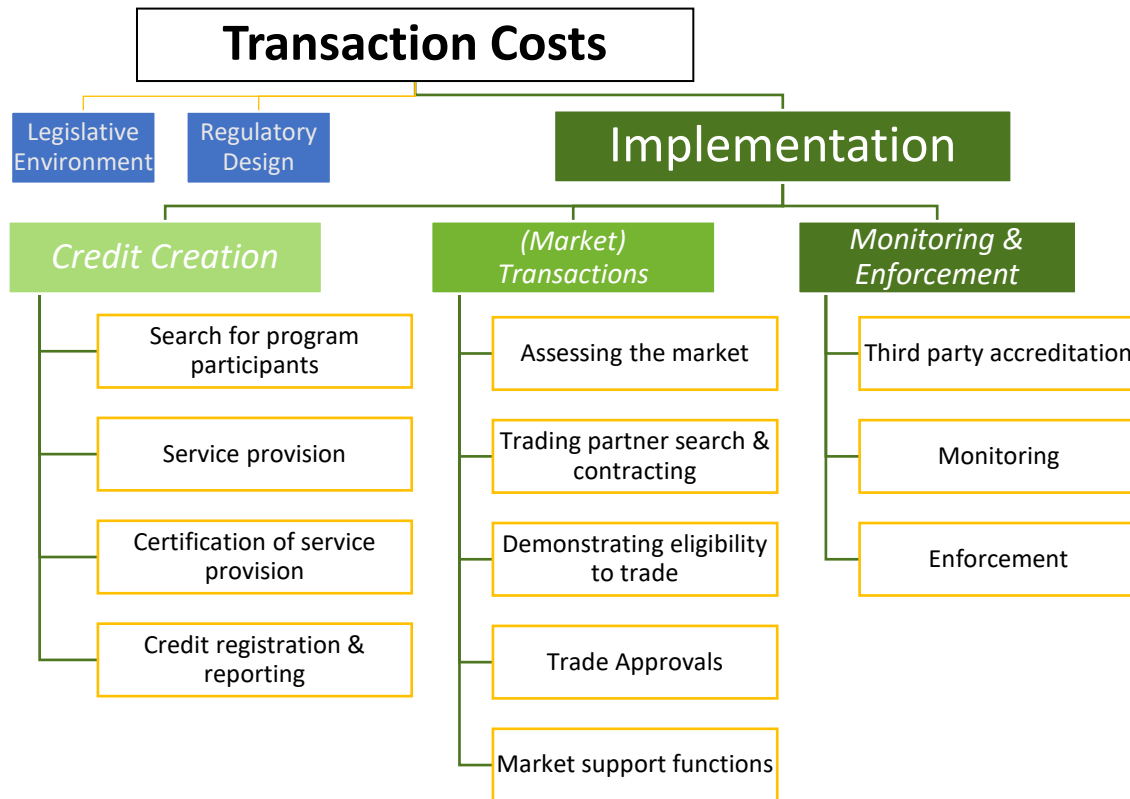 Transaction Costs
Legislative
Environment
Regulatory
Design
Implementation
Credit Creation
(Market)
Transactions
Monitoring &
Enforcement
Search for program
participants
Service provision
Certification of service
provision
Credit registration &
reporting
Assessing the market
Trading partner search &
contracting
Demonstrating eligibility
to trade
Trade Approvals
Market support functions
Third party accreditation
Monitoring
Enforcement